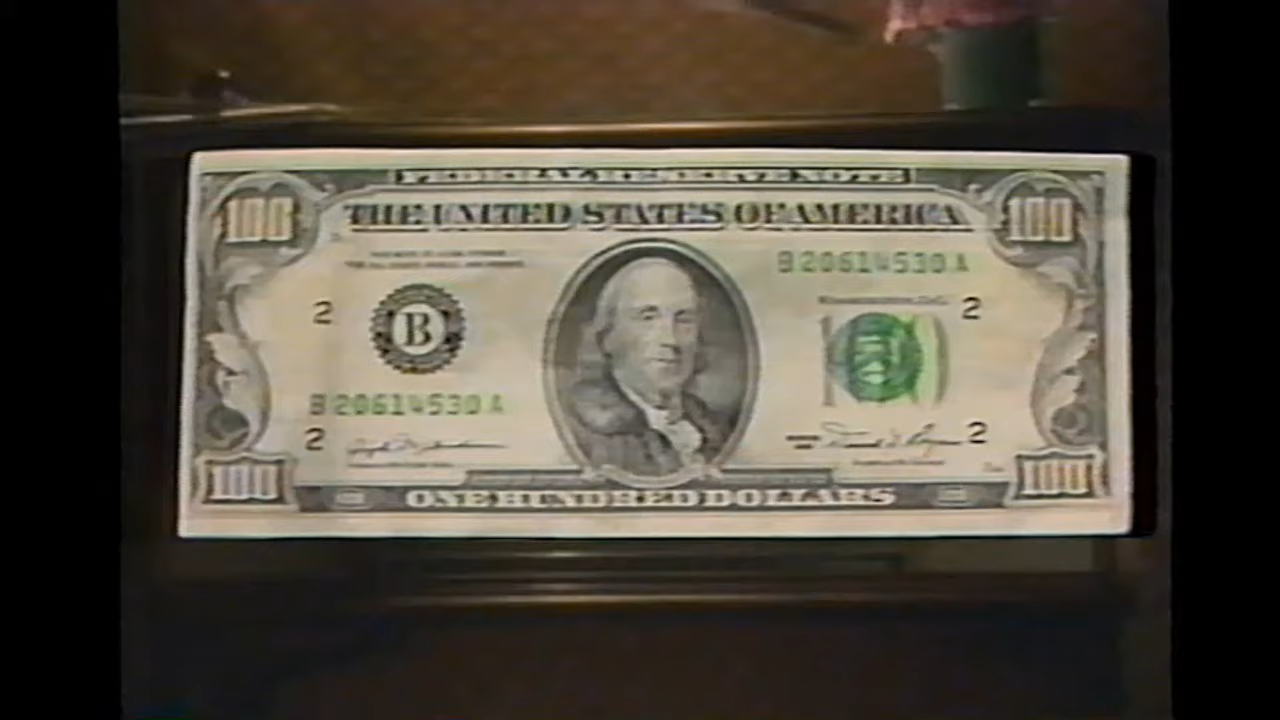 FEDERAL RESERVE NOTE
100 THE UNITED STATES OF AMERICA 100
B 20614530 A
2 B 2
B 20614530 A
2 2
100 100
ONE HUNDRED DOLLARS